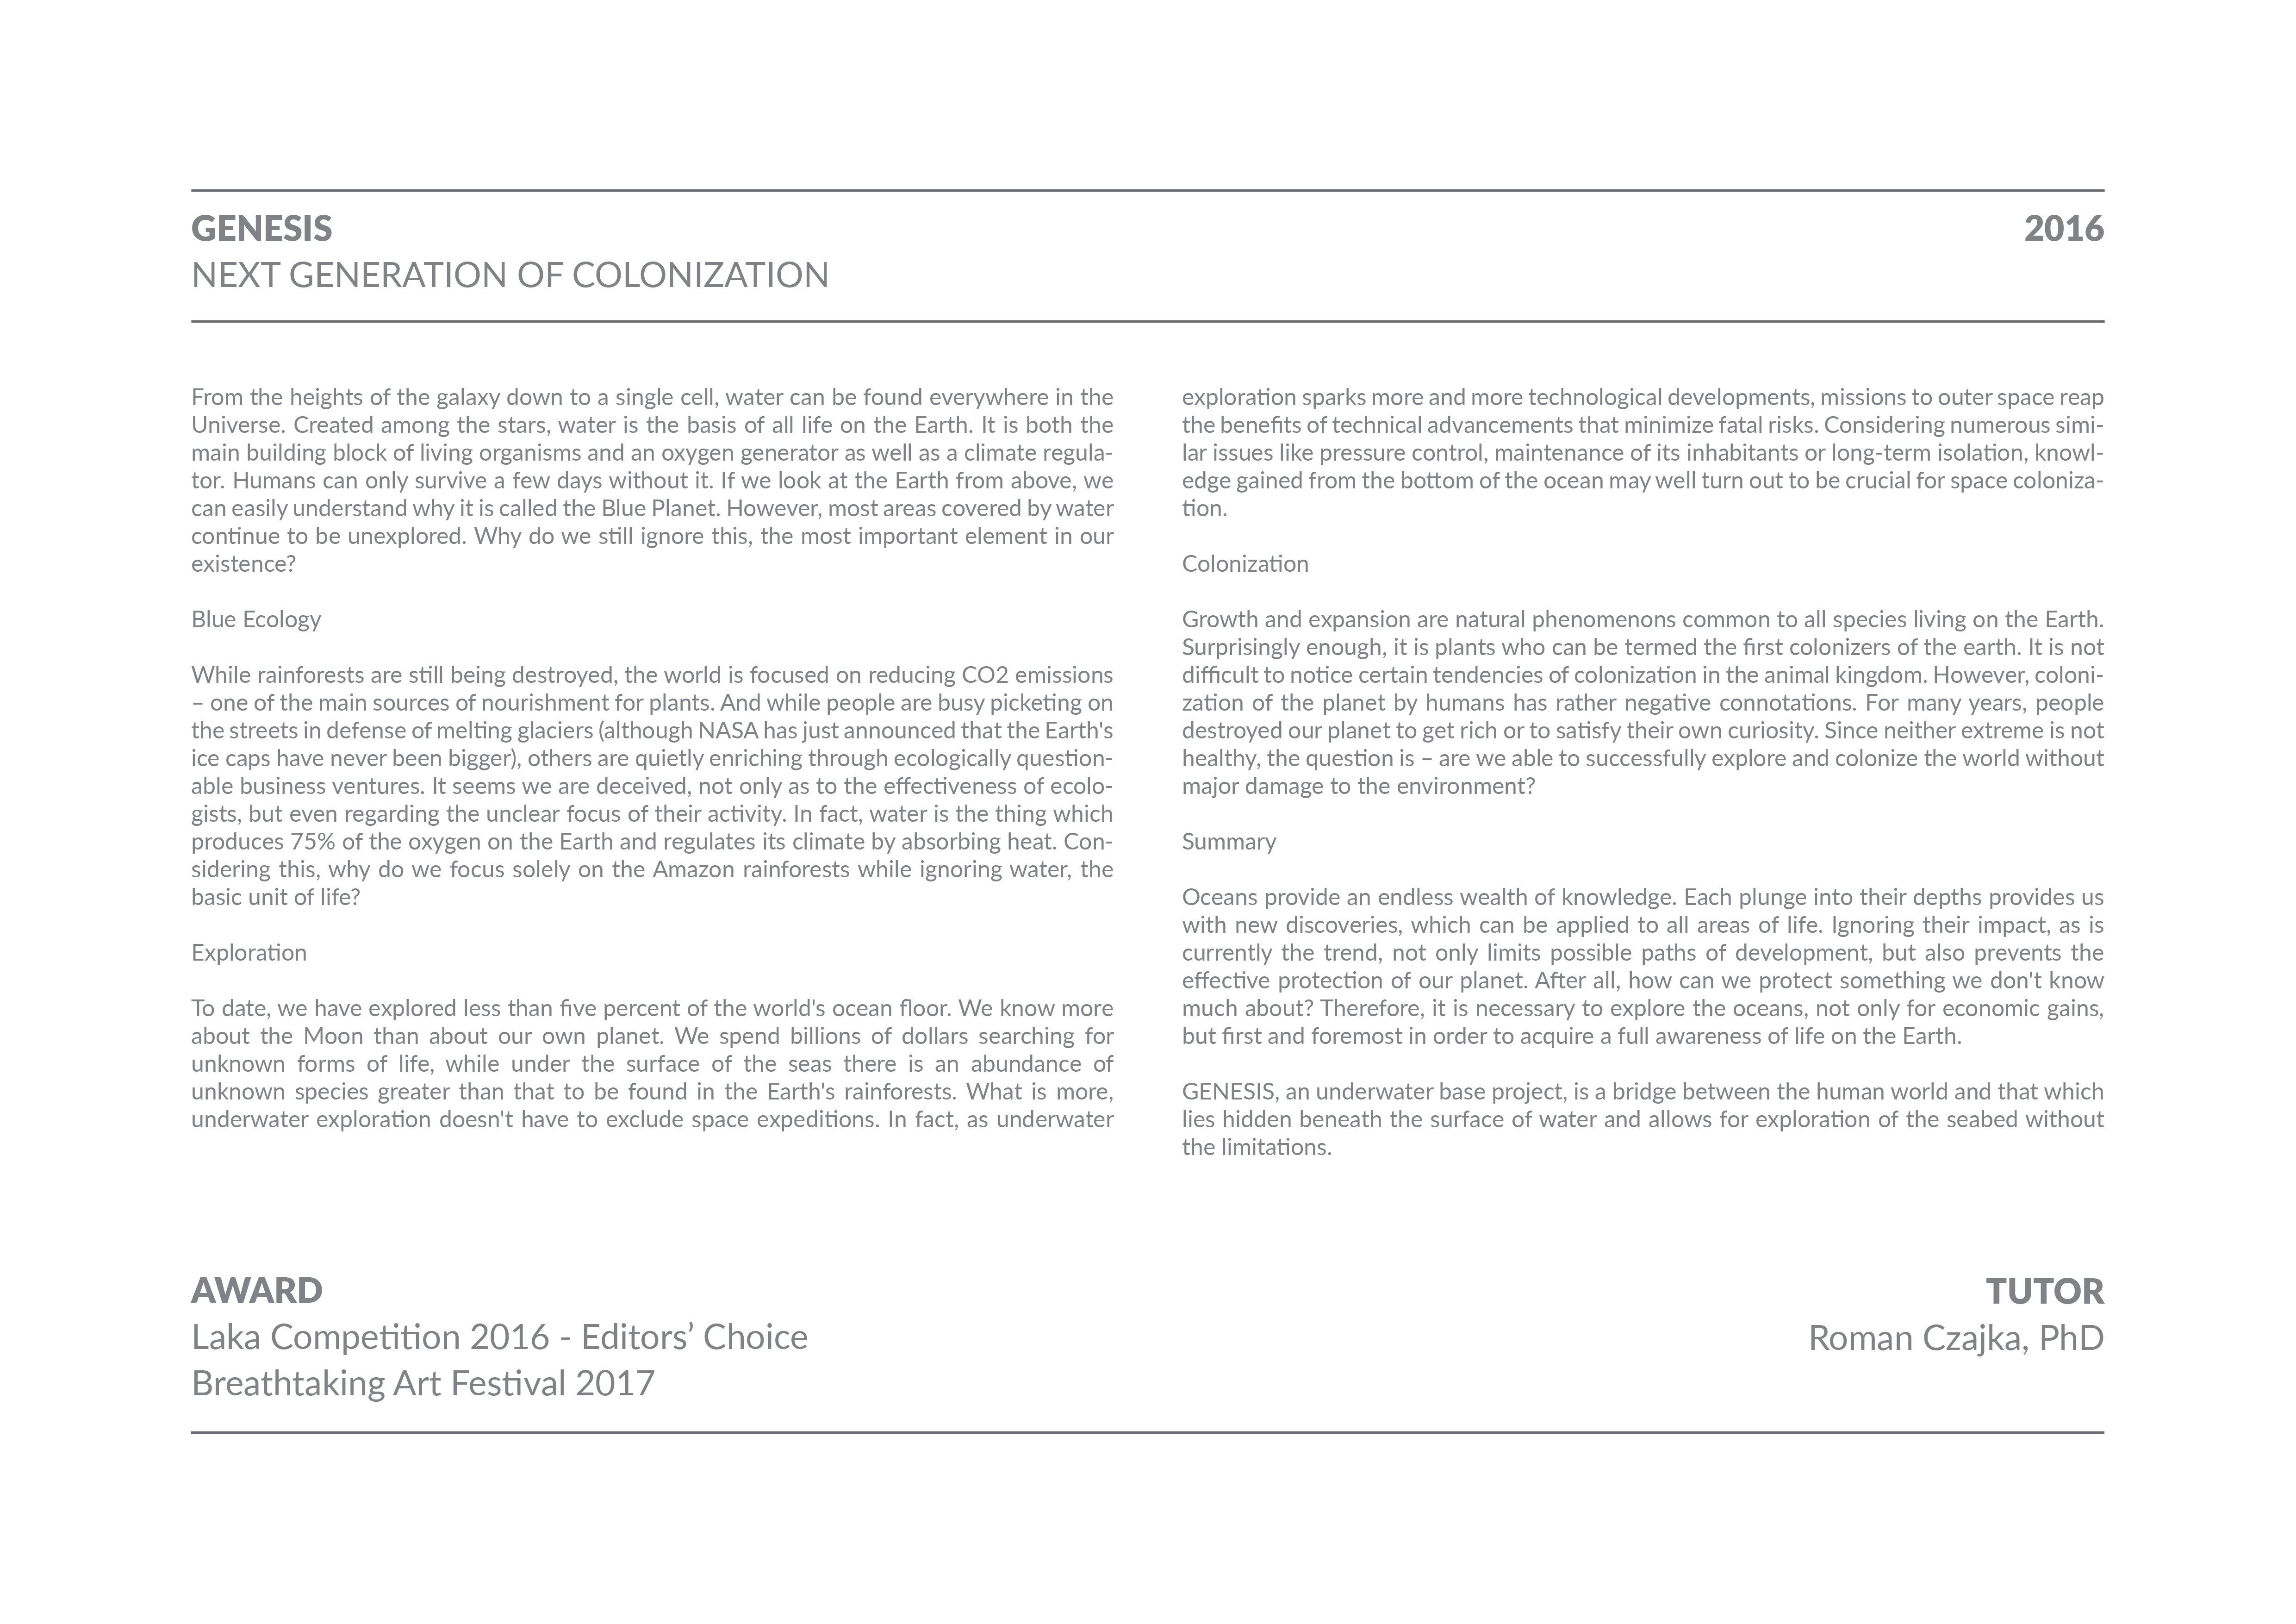 GENESIS
2016
NEXT GENERATION OF COLONIZATION
From the heights of the galaxy down to a single cell, water can be found everywhere in the
Universe. Created among the stars, water is the basis of all life on the Earth. It is both the
main building block of living organisms and an oxygen generator as well as a climate regula-
tor. Humans can only survive a few days without it. If we look at the Earth from above, we
can easily understand why it is called the Blue Planet. However, most areas covered by water
continue to be unexplored. Why do we still ignore this, the most important element in our
existence?
Blue Ecology
While rainforests are still being destroyed, the world is focused on reducing CO2 emissions
– one of the main sources of nourishment for plants. And while people are busy picketing on
the streets in defense of melting glaciers (although NASA has just announced that the Earth's
ice caps have never been bigger), others are quietly enriching through ecologically question-
able business ventures. It seems we are deceived, not only as to the effectiveness of ecolo-
gists, but even regarding the unclear focus of their activity. In fact, water is the thing which
produces 75% of the oxygen on the Earth and regulates its climate by absorbing heat. Con-
sidering this, why do we focus solely on the Amazon rainforests while ignoring water, the
basic unit of life?
Exploration
To date, we have explored less than five percent of the world's ocean floor. We know more
about the Moon than about our own planet. We spend billions of dollars searching for
unknown forms of life, while under the surface of the seas there is an abundance of
unknown species greater than that to be found in the Earth's rainforests. What is more,
underwater exploration doesn't have to exclude space expeditions. In fact, as underwater
exploration sparks more and more technological developments, missions to outer space reap
the benefits of technical advancements that minimize fatal risks. Considering numerous simi-
lar issues like pressure control, maintenance of its inhabitants or long-term isolation, knowl-
edge gained from the bottom of the ocean may well turn out to be crucial for space coloniza-
tion.
Colonization
Growth and expansion are natural phenomenons common to all species living on the Earth.
Surprisingly enough, it is plants who can be termed the first colonizers of the earth. It is not
difficult to notice certain tendencies of colonization in the animal kingdom. However, coloni-
zation of the planet by humans has rather negative connotations. For many years, people
destroyed our planet to get rich or to satisfy their own curiosity. Since neither extreme is not
healthy, the question is – are we able to successfully explore and colonize the world without
major damage to the environment?
Summary
Oceans provide an endless wealth of knowledge. Each plunge into their depths provides us
with new discoveries, which can be applied to all areas of life. Ignoring their impact, as is
currently the trend, not only limits possible paths of development, but also prevents the
effective protection of our planet. After all, how can we protect something we don't know
much about? Therefore, it is necessary to explore the oceans, not only for economic gains,
but first and foremost in order to acquire a full awareness of life on the Earth.
GENESIS, an underwater base project, is a bridge between the human world and that which
lies hidden beneath the surface of water and allows for exploration of the seabed without
the limitations.
AWARD
Laka Competition 2016 - Editors’ Choice
Breathtaking Art Festival 2017
TUTOR
Roman Czajka, PhD